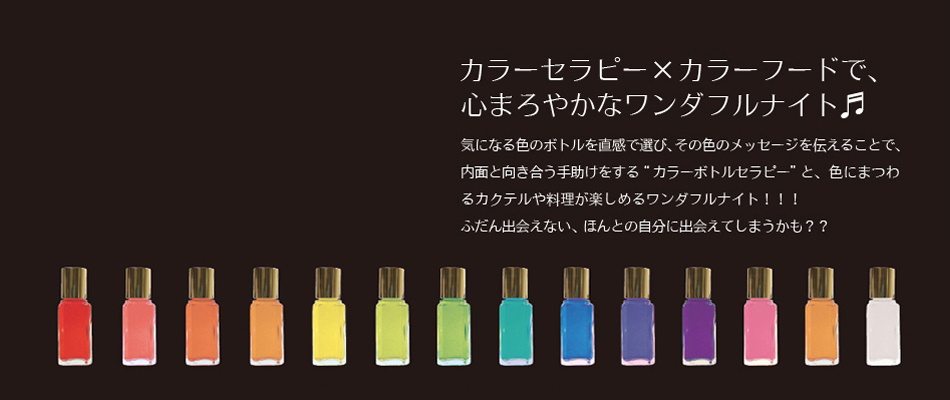 カラーセラピー×カラーフードで、
心まろやかなワンダフルナイト♬
気になる色のボトルを直感で選び、その色のメッセージを伝えることで、
内面と向き合う手助けをする“カラーボトルセラピー”と、色にまつわ
るカクテルや料理が楽しめるワンダフルナイト！！！
ふだん出会えない、ほんとの自分に出会えてしまうかも？？